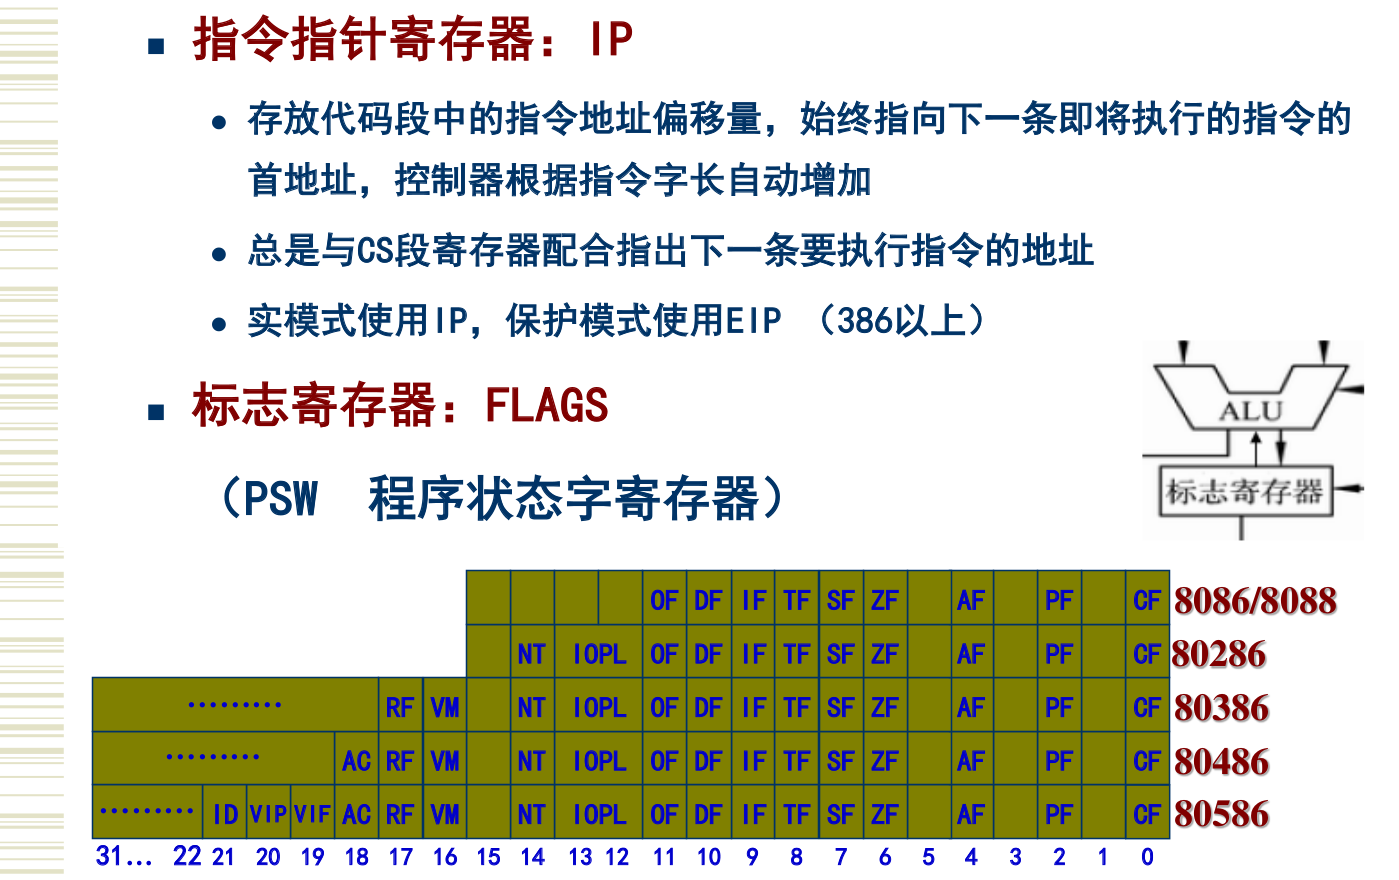 指令指针寄存器：IP
存放代码段中的指令地址偏移量，始终指向下一条即将执行的指令的
首地址，控制器根据指令字长自动增加
总是与CS段寄存器配合指出下一条要执行指令的地址
实模式使用IP，保护模式使用EIP （386以上）
标志寄存器：FLAGS
ALU
（PSW 程序状态字寄存器）
标志寄存器
OF DF IF TF SF ZF AF PF CF 8086/8088
NT IOPL OF DF IF TF SF ZF AF PF CF 80286
⋯⋯⋯ RF VM NT IOPL OF DF IF TF SF ZF AF PF CF 80386
⋯⋯⋯ AC RF VM NT IOPL OF DF IF TF SF ZF AF PF CF 80486
⋯⋯⋯ ID VIP VIF AC RF VM NT IOPL OF DF IF TF SF ZF AF PF CF 80586
31... 22 21 20 19 18 17 16 15 14 13 12 11 10 9 8 7 6 5 4 3 2 1 0